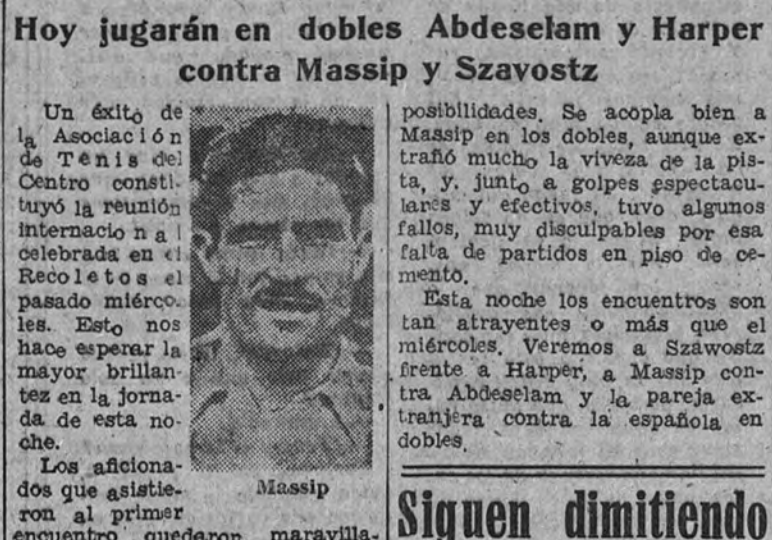 Hoy jugarán en dobles Abdeselam y Harper
contra Massip y Szavostz
Un éxito de
la Asociación
de Tenis del
Centro consti-
tuyó la reunión
internacional
celebrada en el
Recoletos el
pasado miérco-
les. Esto nos
hace esperar la
mayor brillan-
tez en la jorna-
da de esta no-
che.
Los aficiona-
dos que asistie-
ron al primer
encuentro quedaron maravilla-
Massip
posibilidades. Se acopla bien a
Massip en los dobles, aunque ex-
trañó mucho la viveza de la pis-
ta, y, junto a golpes espectacu-
lares y efectivos, tuvo algunos
fallos, muy disculpables por esa
falta de partidos en piso de ce-
mento.
Esta noche los encuentros son
tan atrayentes o más que el
miércoles. Veremos a Szawostz
frente a Harper, a Massip con-
tra Abdeselam y la pareja ex-
tranjera contra la española en
dobles.
Siguen dimitiendo